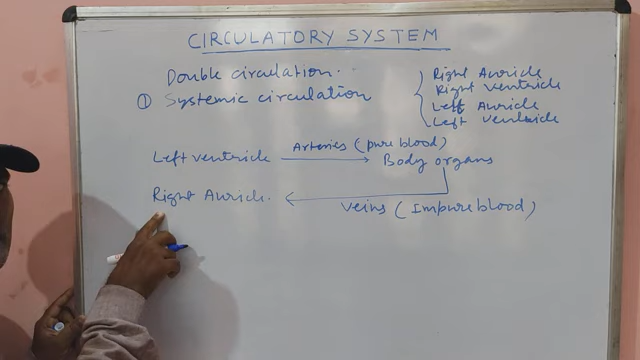 CIRCULATORY SYSTEM
Double circulation..
① Systemic circulation
Right Auricle
Right ventricle
Left Auricle
Left ventricle
Left ventricle Arteries (pure blood) Body organs
Right Auricle. Veins (Impure blood)